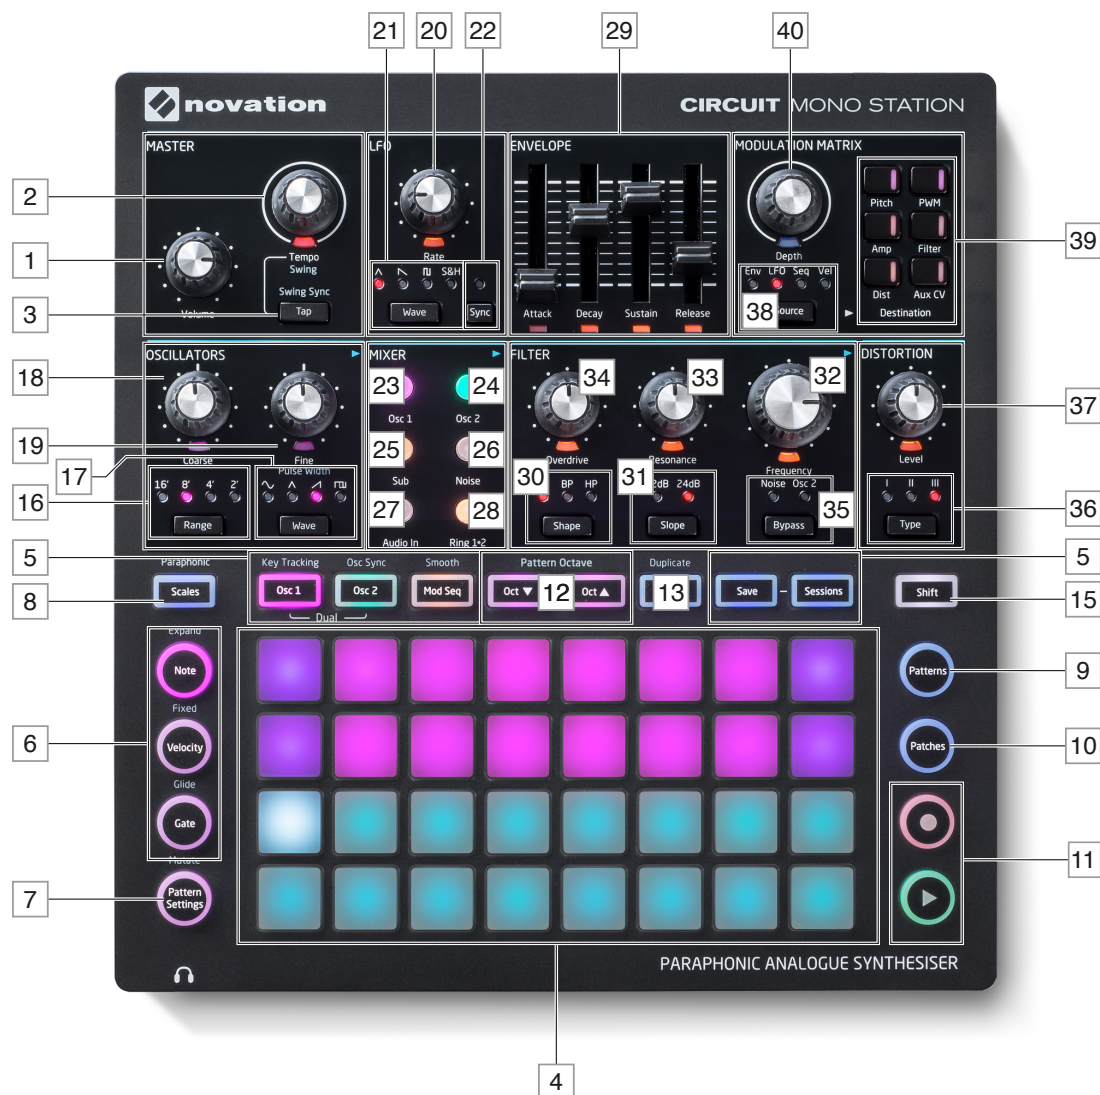 21 20 22 29 40
novation
CIRCUIT MONO STATION
MASTER
LFO
ENVELOPE
MODULATION MATRIX
2
1
3
Tempo
Swing
Swing Sync
Tap
Volume
Rate
S&H
Wave
Sync
Attack Decay Sustain Release
Depth
Env LFO Seq Vel
38
Pitch PWM
Amp Filter
Dist Aux CV
Destination
39
OSCILLATORS
MIXER
FILTER
DISTORTION
18
19
17
16
Coarse
Fine
Pulse Width
16' 8' 4' 2'
Range
Wave
23 24
Osc 1 Osc 2
25 26
Sub Noise
27 28
Audio In Ring 1*2
34 33 32
Overdrive Resonance Frequency
30 BP HP
Shape
31 24dB
Slope
Noise Osc 2
Bypass
35
37
Level
I II III
Type
36
5
8
Paraphonic
Scales
Key Tracking Osc Sync Smooth
Osc 1 Osc 2 Mod Seq
Dual
Pattern Octave
Oct ▼ 12 Oct ▲
Duplicate
13
Save Sessions
5
Shift
15
Expand
Note
Fixed
Velocity
Glide
Gate
6
Mutate
Pattern
Settings
7
Patterns
9
Patches
10
11
PARAPHONIC ANALOGUE SYNTHESISER
4